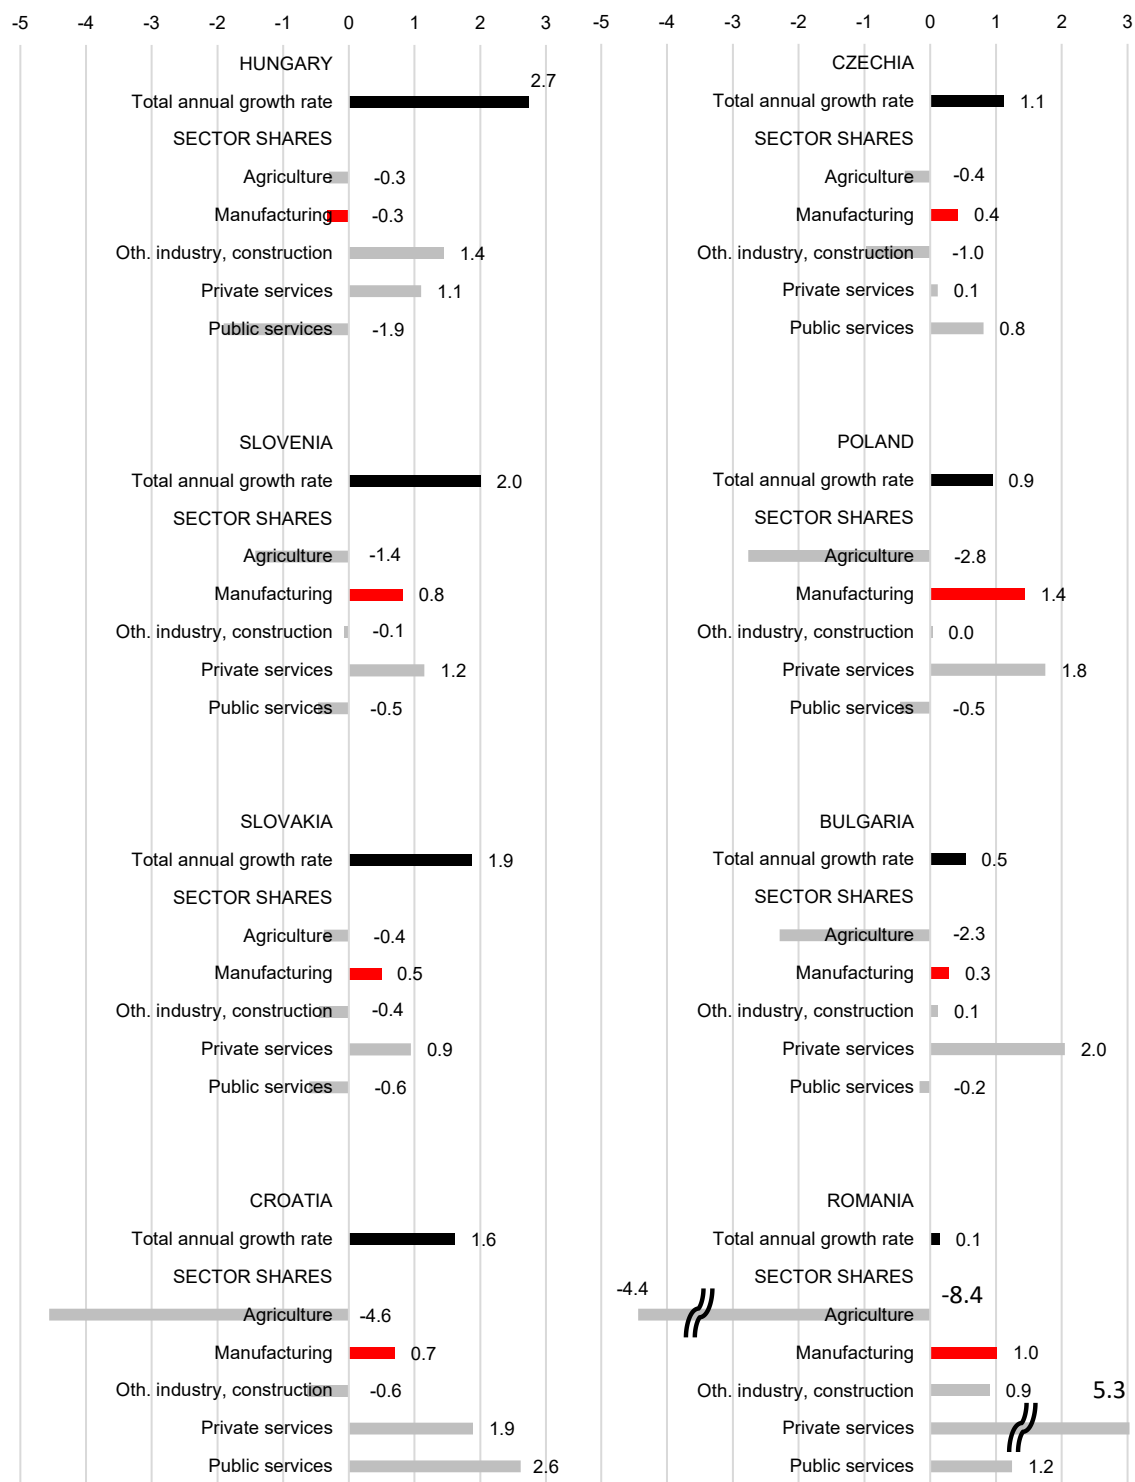 -5 -4 -3 -2 -1 0 1 2 3
HUNGARY
Total annual growth rate 2.7
SECTOR SHARES
Agriculture -0.3
Manufacturing -0.3
Oth. industry, construction 1.4
Private services 1.1
Public services -1.9
SLOVENIA
Total annual growth rate 2.0
SECTOR SHARES
Agriculture -1.4
Manufacturing 0.8
Oth. industry, construction -0.1
Private services 1.2
Public services -0.5
SLOVAKIA
Total annual growth rate 1.9
SECTOR SHARES
Agriculture -0.4
Manufacturing 0.5
Oth. industry, construction -0.4
Private services 0.9
Public services -0.6
CROATIA
Total annual growth rate 1.6
SECTOR SHARES
Agriculture -4.6
Manufacturing 0.7
Oth. industry, construction -0.6
Private services 1.9
Public services 2.6
-5 -4 -3 -2 -1 0 1 2 3
CZECHIA
Total annual growth rate 1.1
SECTOR SHARES
Agriculture -0.4
Manufacturing 0.4
Oth. industry, construction -1.0
Private services 0.1
Public services 0.8
POLAND
Total annual growth rate 0.9
SECTOR SHARES
Agriculture -2.8
Manufacturing 1.4
Oth. industry, construction 0.0
Private services 1.8
Public services -0.5
BULGARIA
Total annual growth rate 0.5
SECTOR SHARES
Agriculture -2.3
Manufacturing 0.3
Oth. industry, construction 0.1
Private services 2.0
Public services -0.2
ROMANIA
Total annual growth rate 0.1
SECTOR SHARES
-4.4 -8.4
Agriculture
Manufacturing 1.0
Oth. industry, construction 0.9 5.3
Private services
Public services 1.2